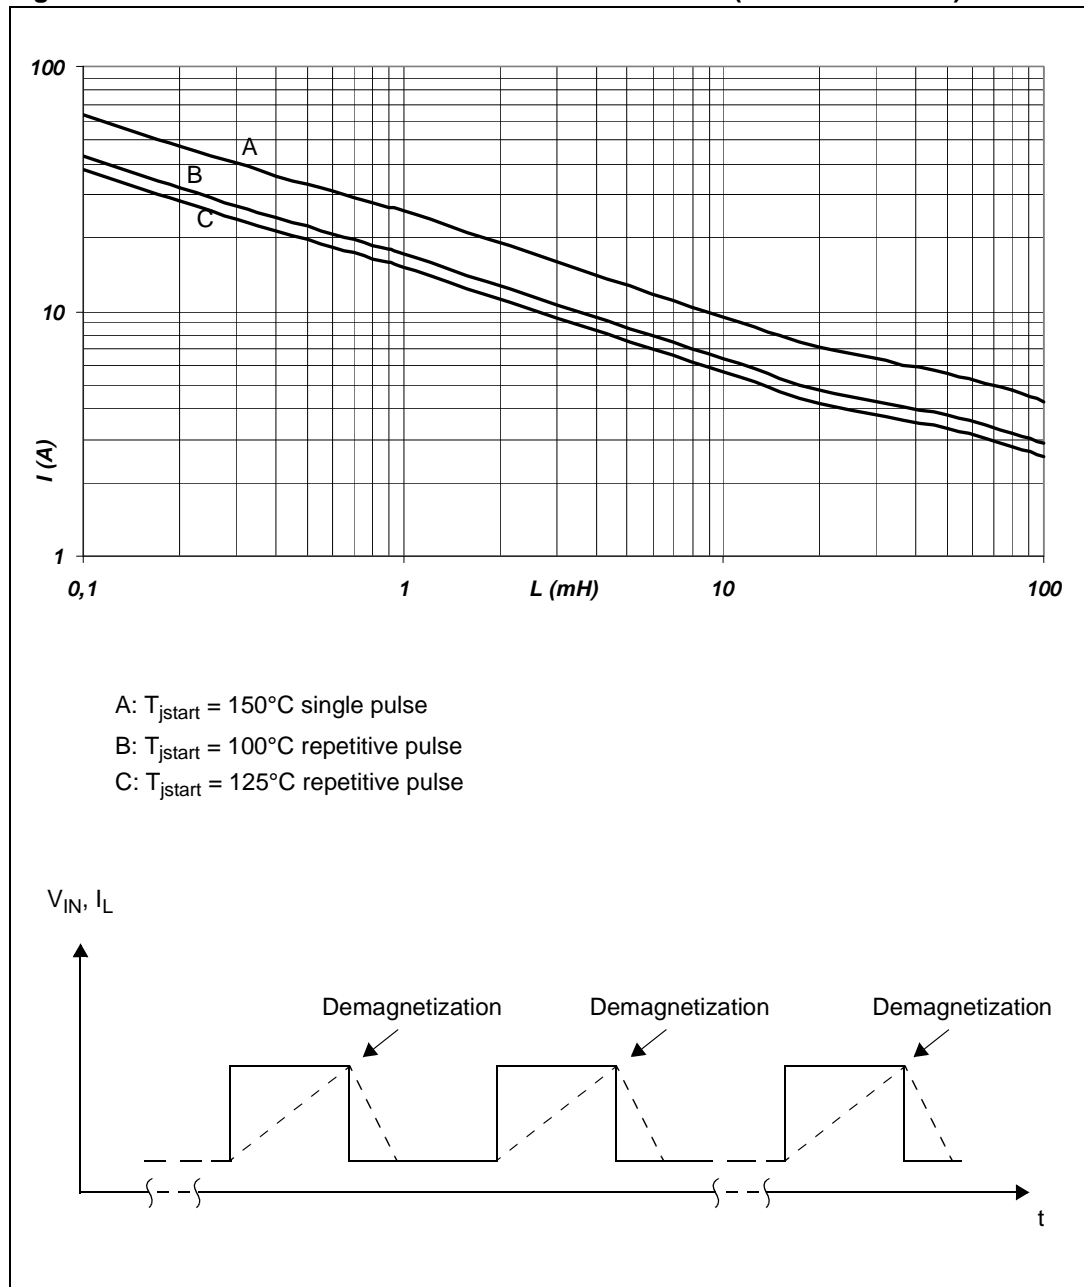 100
A
B
C
10
I (A)
1
0,1
1
L (mH)
10
100
A: Tjstart = 150°C single pulse
B: Tjstart = 100°C repetitive pulse
C: Tjstart = 125°C repetitive pulse
VIN, IL
Demagnetization
Demagnetization
Demagnetization
t